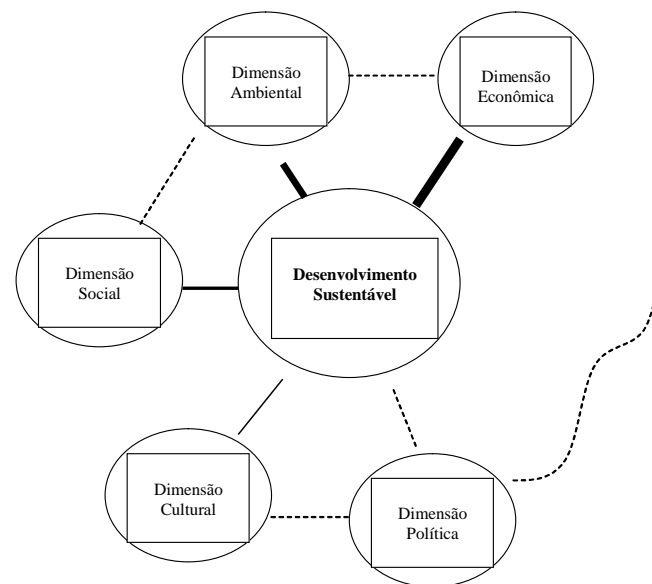 Dimensão
Ambiental
Dimensão
Econômica
Dimensão
Social
Desenvolvimento
Sustentável
Dimensão
Cultural
Dimensão
Política